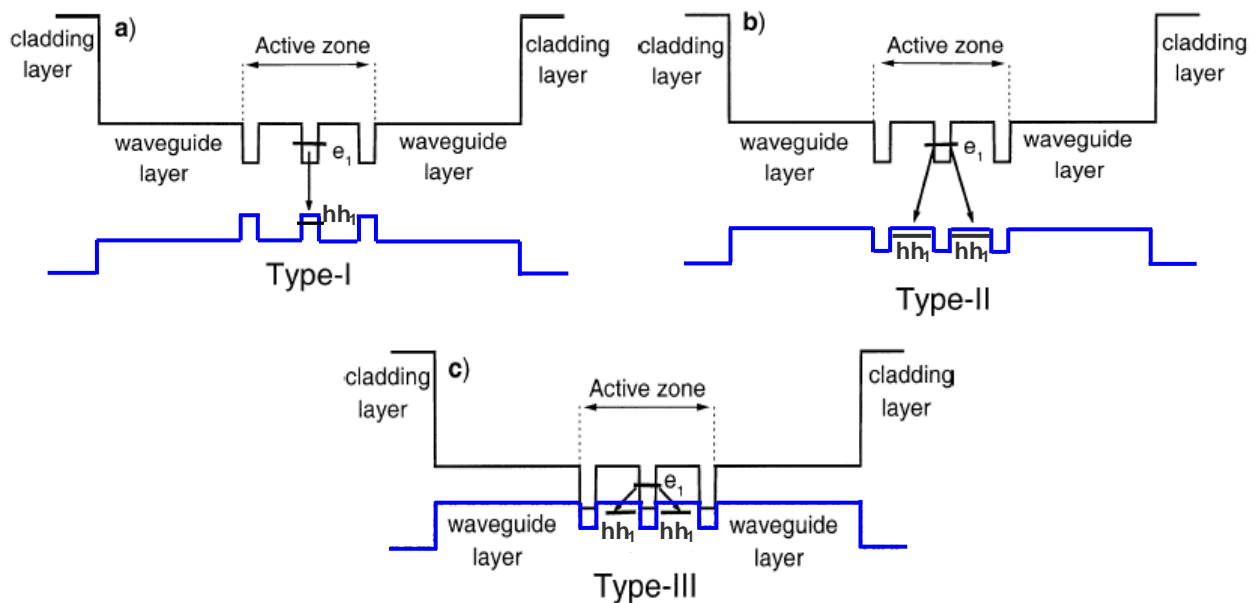 a)
cladding
layer
Active zone
cladding
layer
waveguide
layer
e1
waveguide
layer
hh1
Type-I
b)
cladding
layer
Active zone
cladding
layer
waveguide
layer
e1
waveguide
layer
hh1 hh1
Type-II
c)
cladding
layer
Active zone
cladding
layer
e1
waveguide
layer
hh1 hh1
waveguide
layer
Type-III